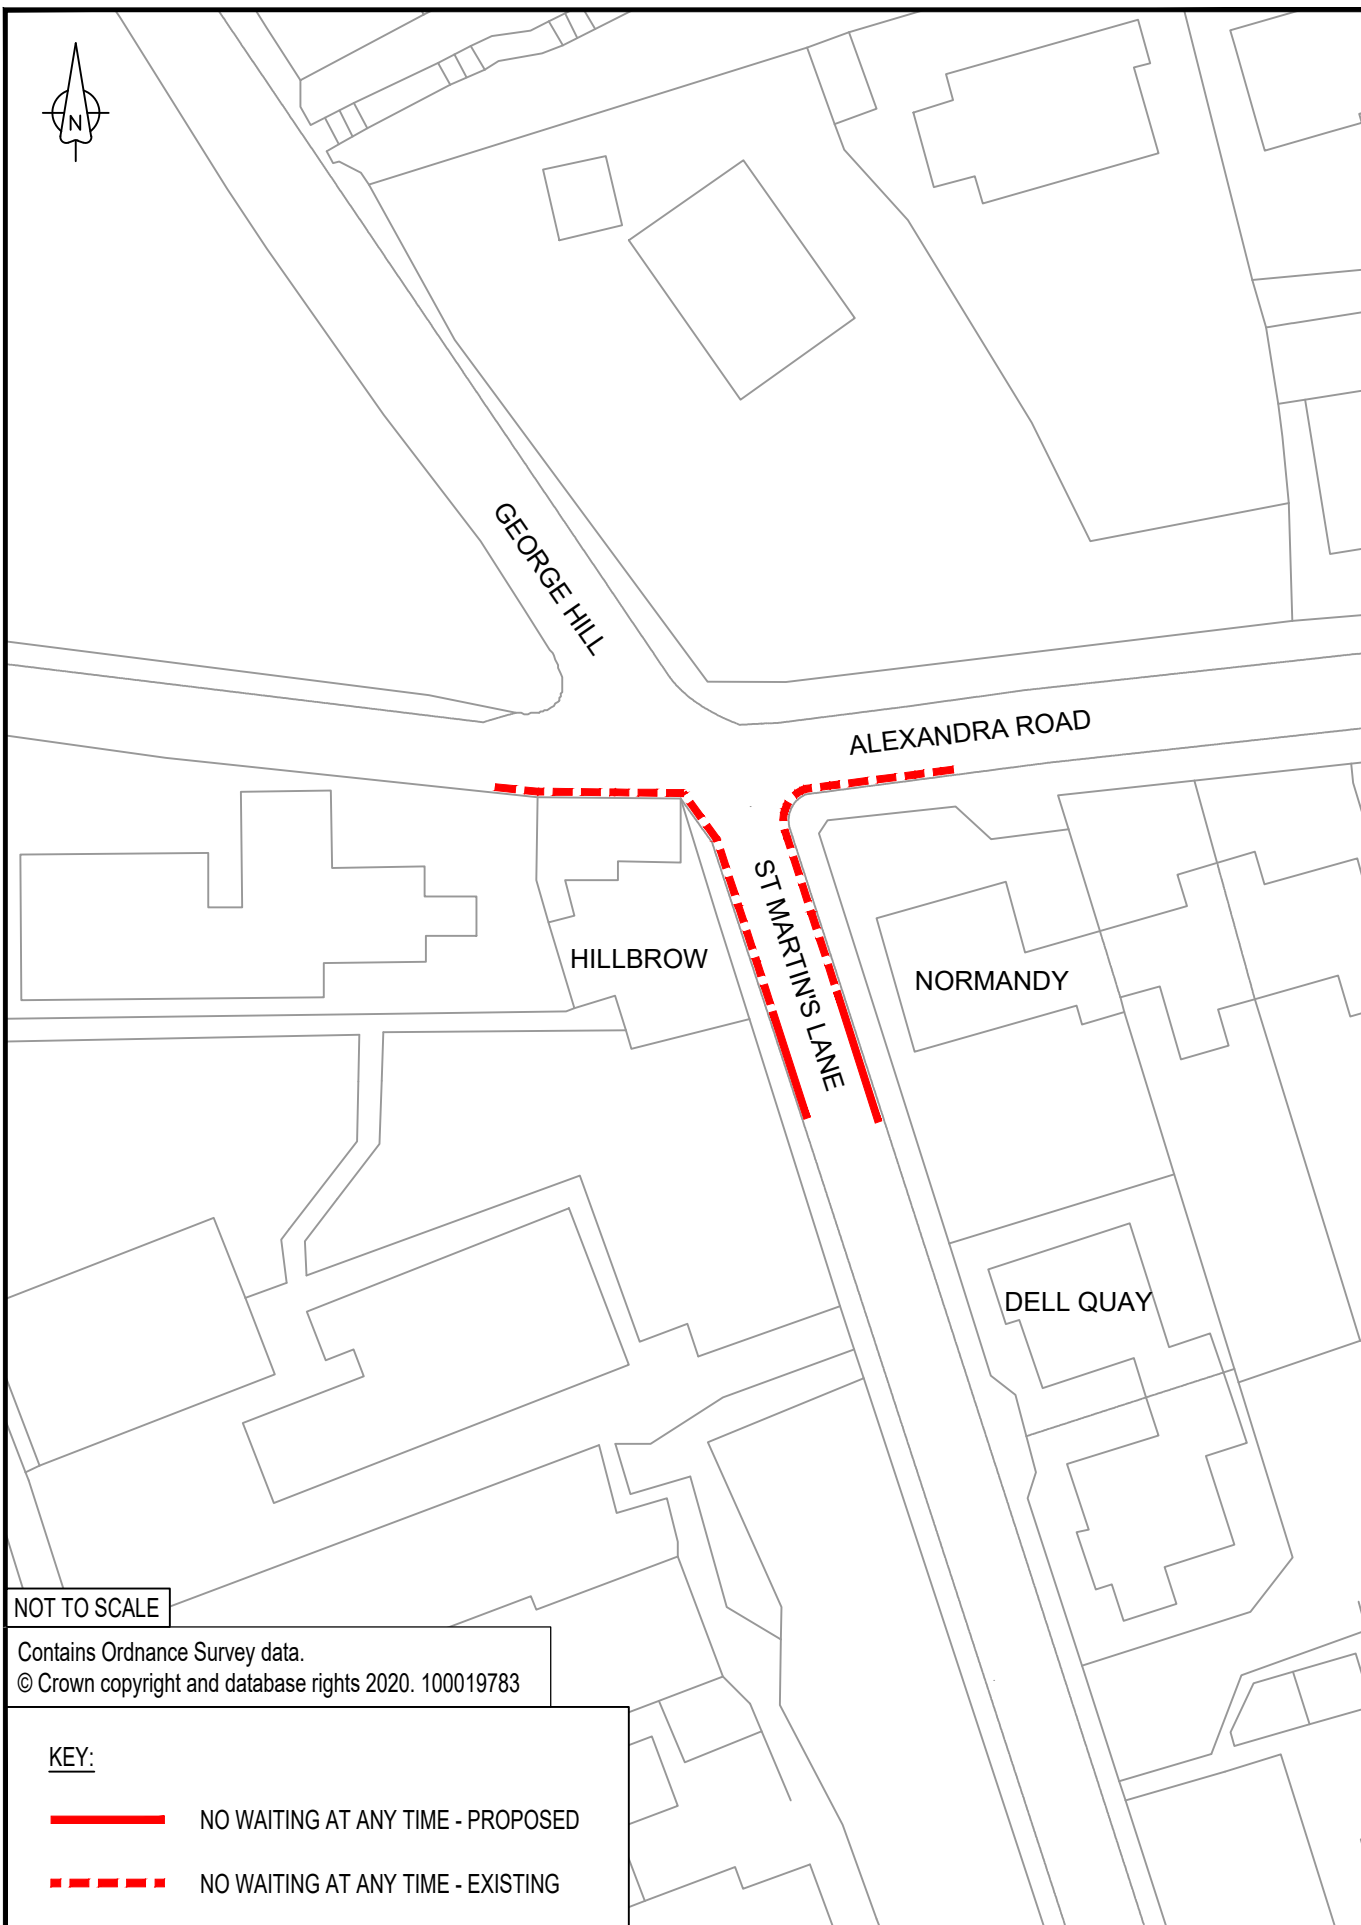 N
GEORGE HILL
ALEXANDRA ROAD
ST MARTIN'S LANE
HILLBROW
NORMANDY
DELL QUAY
NOT TO SCALE
Contains Ordnance Survey data.
© Crown copyright and database rights 2020. 100019783
KEY:
NO WAITING AT ANY TIME - PROPOSED
NO WAITING AT ANY TIME - EXISTING